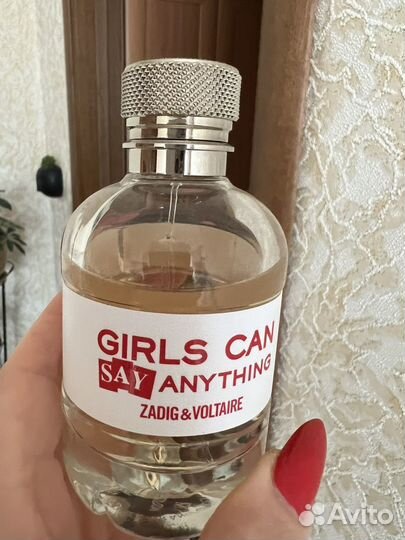 GIRLS CAN
SAY ANYTHING
ZADIG & VOLTAIRE
Avito